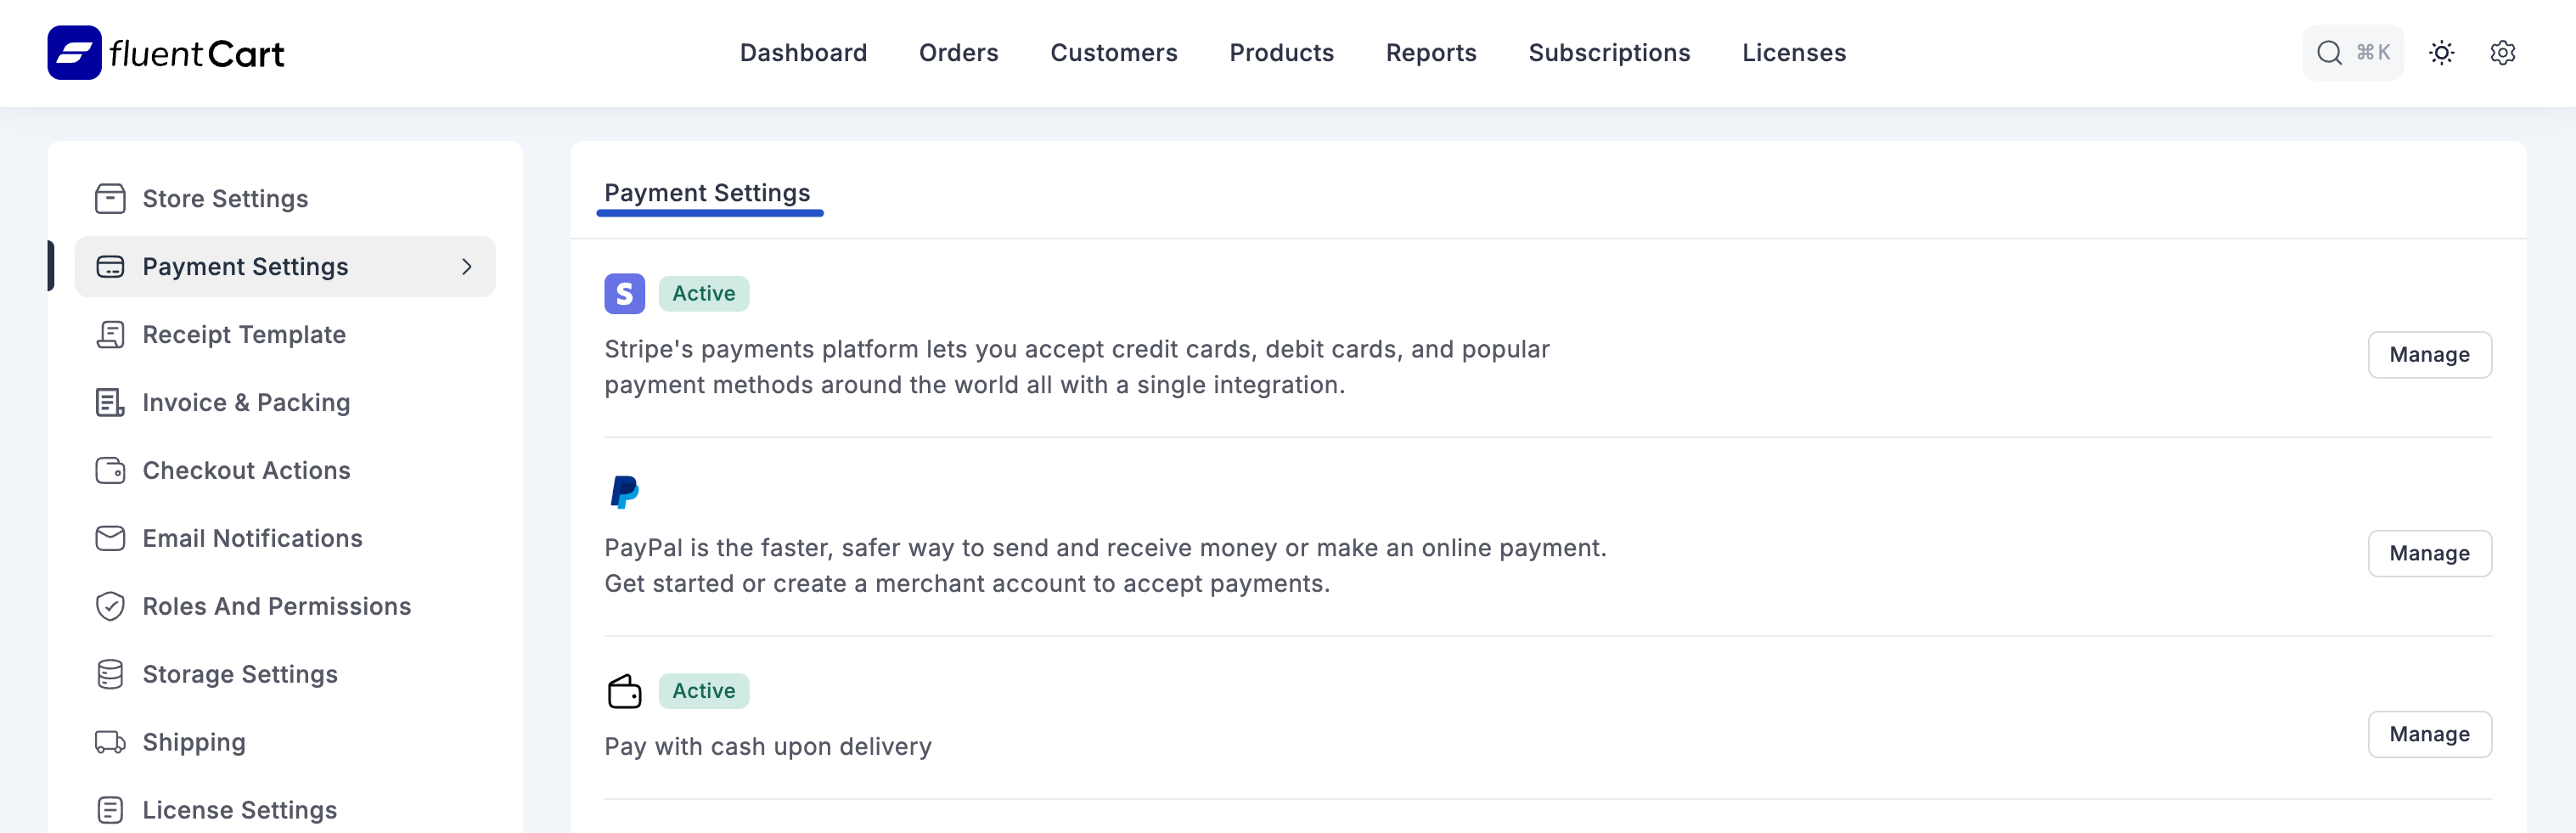 fluentCart
Dashboard
Orders
Customers
Products
Reports
Subscriptions
Licenses
⌘K
Store Settings
Payment Settings
Receipt Template
Invoice & Packing
Checkout Actions
Email Notifications
Roles And Permissions
Storage Settings
Shipping
License Settings
Payment Settings
S
Active
Stripe's payments platform lets you accept credit cards, debit cards, and popular
payment methods around the world all with a single integration.
Manage
PayPal is the faster, safer way to send and receive money or make an online payment.
Get started or create a merchant account to accept payments.
Manage
Active
Pay with cash upon delivery
Manage